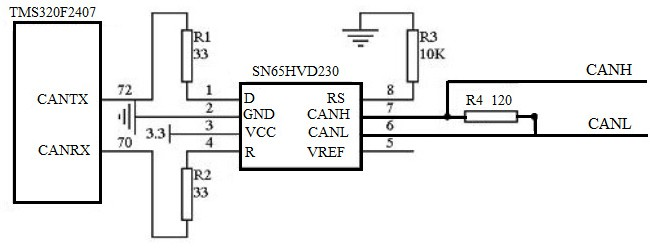 TMS320F2407
R1
33
R3
10K
SN65HVD230
CANH
72
1
8
R4 120
CANTX
D
RS
2
7
GND
CANH
3.3
3
6
VCC
CANL
CANL
70
4
5
CANRX
R
VREF
R2
33